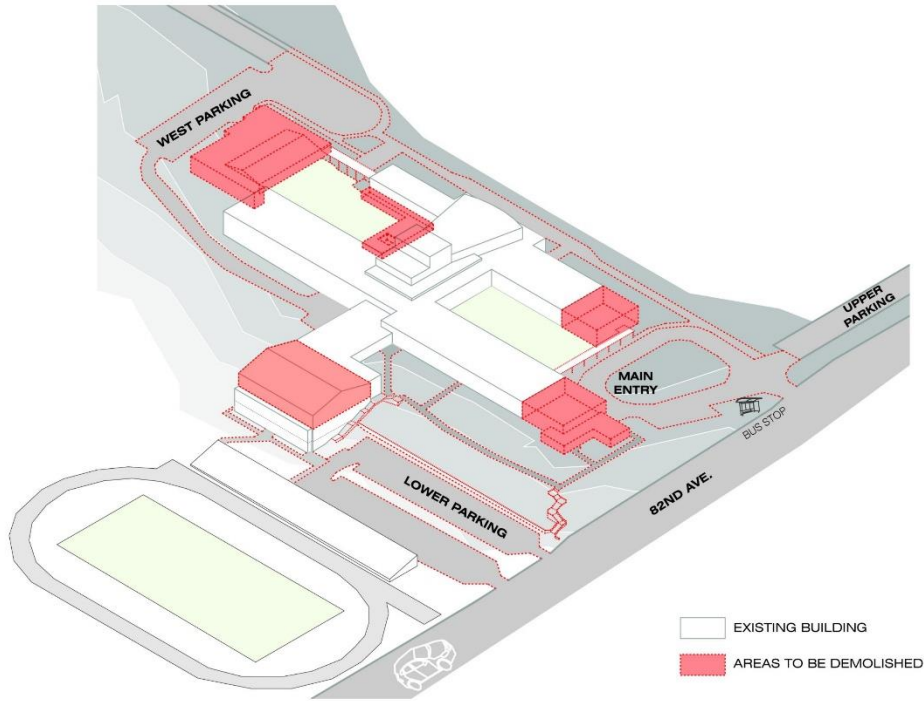 WEST PARKING
UPPER
PARKING
MAIN
ENTRY
BUS STOP
LOWER PARKING
82ND AVE.
EXISTING BUILDING
AREAS TO BE DEMOLISHED